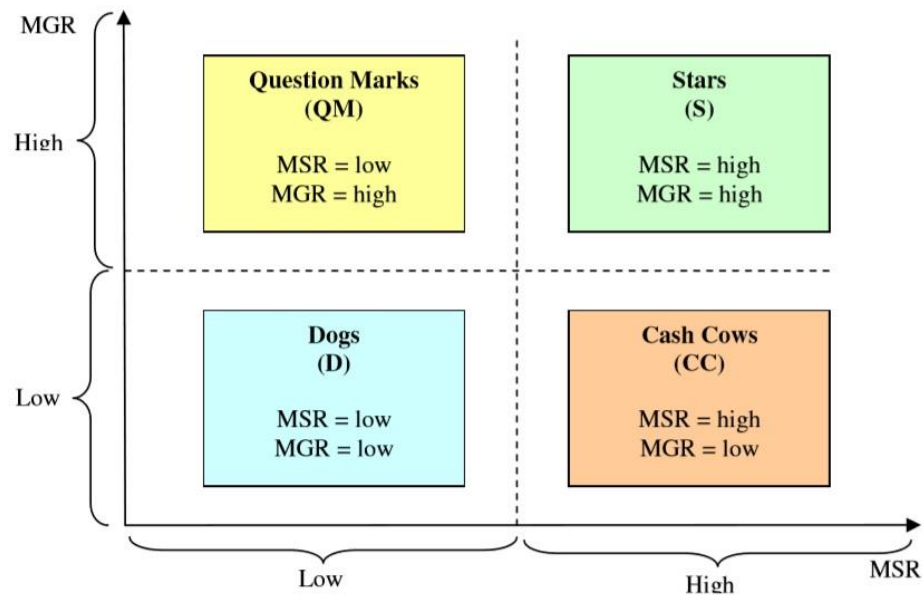 MGR
High
Low
Question Marks
(QM)
MSR = low
MGR = high
Stars
(S)
MSR = high
MGR = high
Dogs
(D)
MSR = low
MGR = low
Cash Cows
(CC)
MSR = high
MGR = low
Low
High
MSR